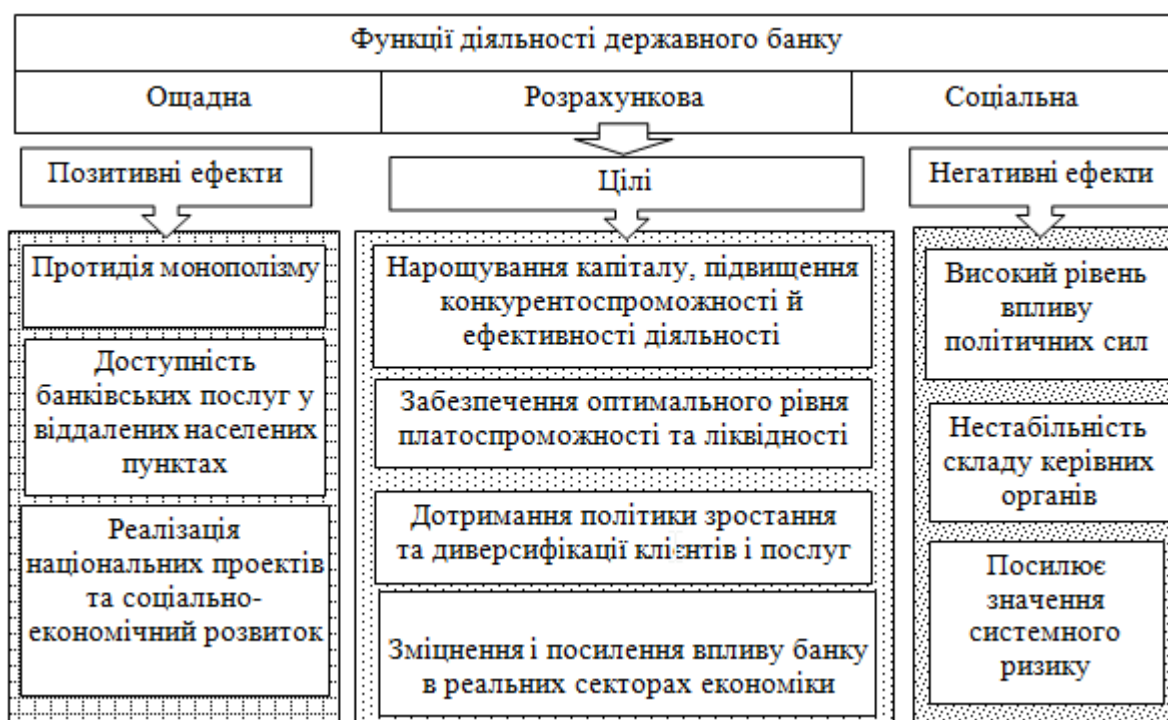 Функції діяльності державного банку
Ощадна
Розрахункова
Соціальна
Позитивні ефекти
Цілі
Негативні ефекти
Протидія монополізму
Доступність
банківських послуг у
віддалених населених
пунктах
Реалізація
національних проектів
та соціально-
економічний розвиток
Нарощування капіталу, підвищення
конкурентоспроможності й
ефективності діяльності
Забезпечення оптимального рівня
платоспроможності та ліквідності
Дотримання політики зростання
та диверсифікації клієнтів і послуг
Зміцнення і посилення впливу банку
в реальних секторах економіки
Високий рівень
впливу
політичних сил
Нестабільність
складу керівних
органів
Посилює
значення
системного
ризику